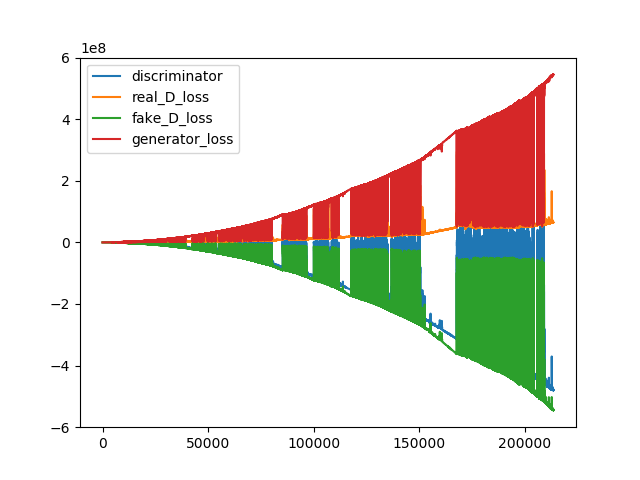 1e8
discriminator
real_D_loss
fake_D_loss
generator_loss
6
4
2
0
−2
−4
−6
0 50000 100000 150000 200000